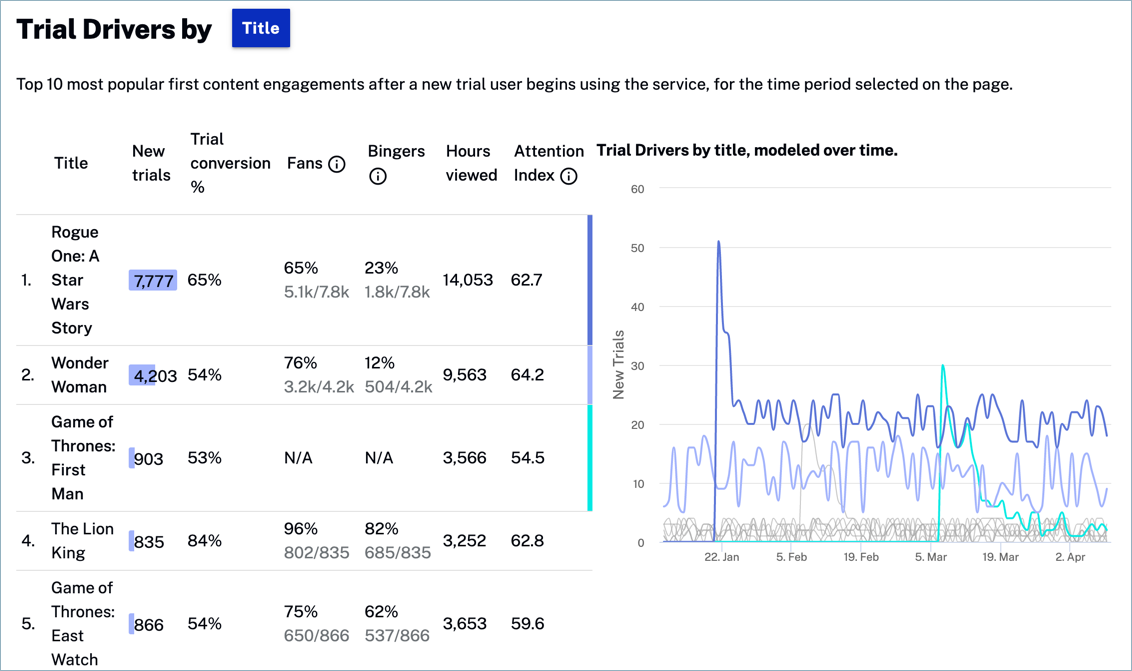 Trial Drivers by Title
Top 10 most popular first content engagements after a new trial user begins using the service, for the time period selected on the page.
Title
New
trials
Trial
conversion
%
Fans
Bingers
Hours
viewed
Attention
Index
1.
Rogue
One: A
Star
Wars
Story
7,777
65%
65%
5.1k/7.8k
23%
1.8k/7.8k
14,053
62.7
2.
Wonder
Woman
4,203
54%
76%
3.2k/4.2k
12%
504/4.2k
9,563
64.2
3.
Game of
Thrones:
First
Man
903
53%
N/A
N/A
3,566
54.5
4.
The Lion
King
835
84%
96%
802/835
82%
685/835
3,252
62.8
5.
Game of
Thrones:
East
Watch
866
54%
75%
650/866
62%
537/866
3,653
59.6
Trial Drivers by title, modeled over time.
New Trials
60
50
40
30
20
10
0
22. Jan
5. Feb
19. Feb
5. Mar
19. Mar
2. Apr